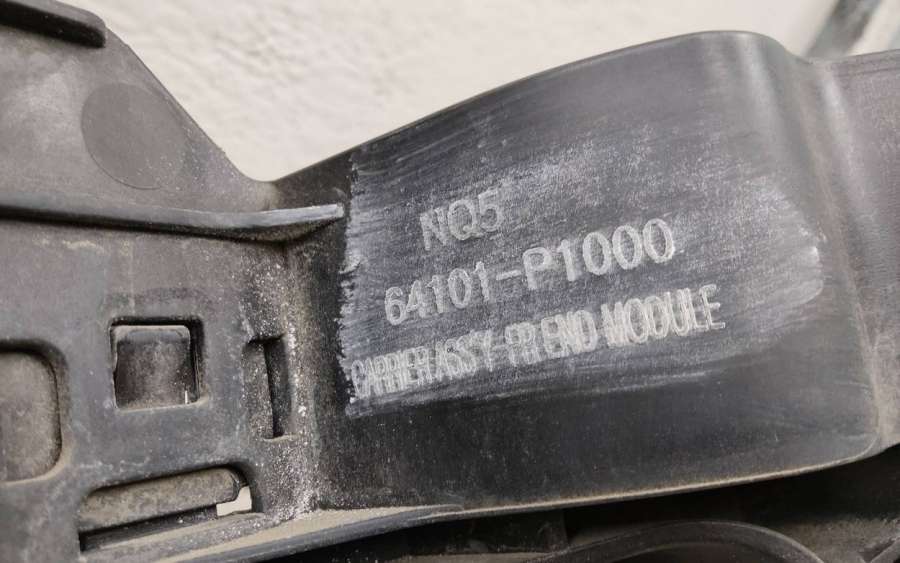 NQ5
64101-P1000
CARRIER ASS'Y-FR END MODULE